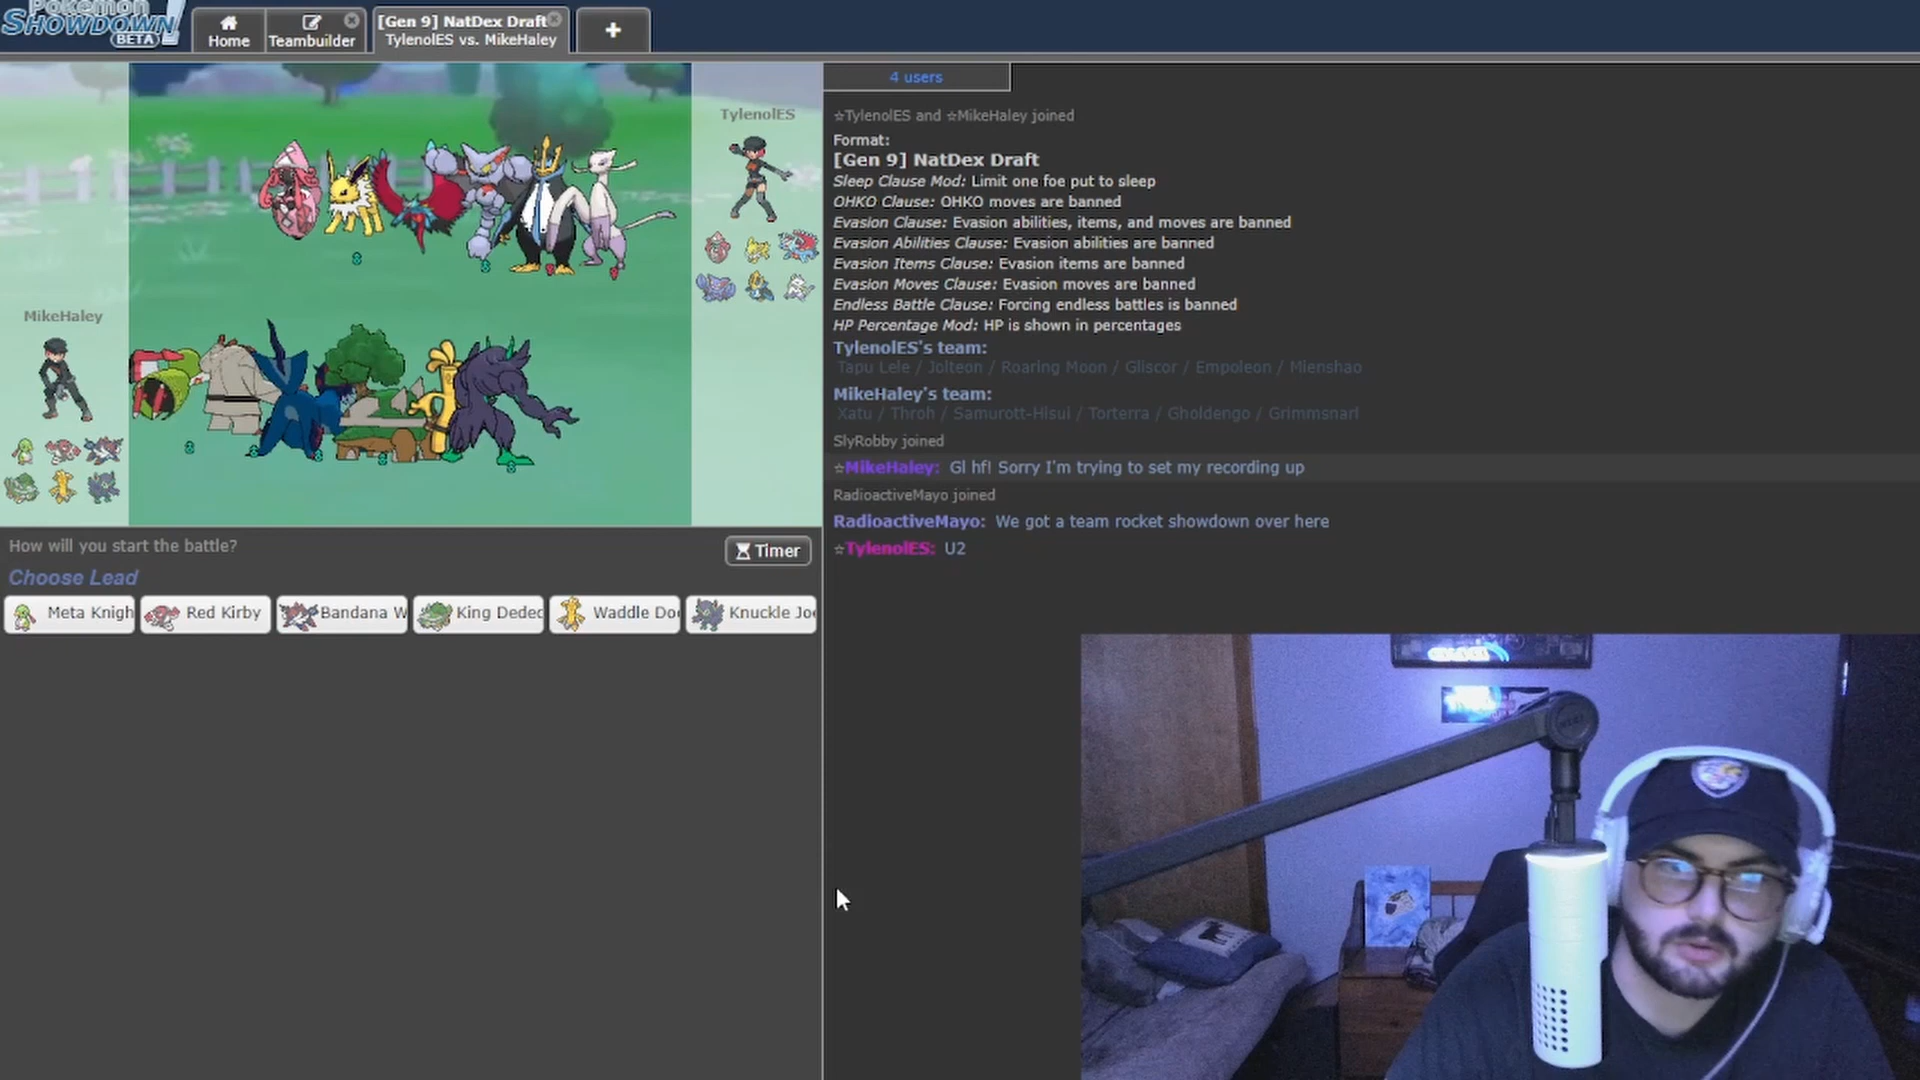 Pokémon
SHOWDOWN!
BETA
Home
Teambuilder
[Gen 9] NatDex Draft
TylenolES vs. MikeHaley
+
TylenolES
MikeHaley
How will you start the battle?
Timer
Choose Lead
Meta Knigh
Red Kirby
Bandana W
King Dedec
Waddle Do
Knuckle Jo
4 users
☆TylenolES and ☆MikeHaley joined
Format:
[Gen 9] NatDex Draft
Sleep Clause Mod: Limit one foe put to sleep
OHKO Clause: OHKO moves are banned
Evasion Clause: Evasion abilities, items, and moves are banned
Evasion Abilities Clause: Evasion abilities are banned
Evasion Items Clause: Evasion items are banned
Evasion Moves Clause: Evasion moves are banned
Endless Battle Clause: Forcing endless battles is banned
HP Percentage Mod: HP is shown in percentages
TylenolES's team:
Tapu Lele / Jolteon / Roaring Moon / Gliscor / Empoleon / Mienshao
MikeHaley's team:
Xatu / Throh / Samurott-Hisui / Torterra / Gholdengo / Grimmsnarl
SlyRobby joined
☆MikeHaley: Gl hf! Sorry I'm trying to set my recording up
RadioactiveMayo joined
RadioactiveMayo: We got a team rocket showdown over here
☆TylenolES: U2